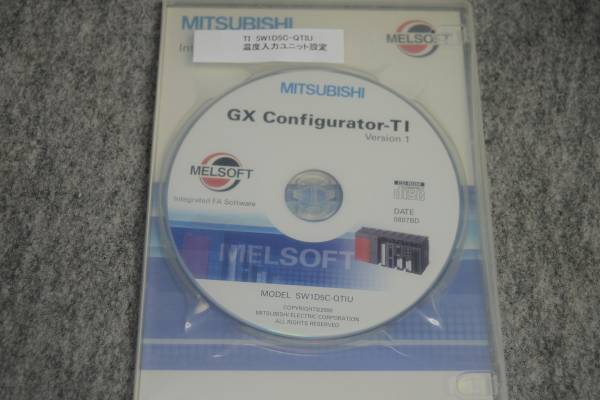 MITSUBISHI
TI SW1D5C-QTIU
温度入力ユニット設定
MELSOFT
MITSUBISHI
GX Configurator-TI
Version 1
MELSOFT
Integrated FA Software
DATE
0807BD
MELSOFT
MODEL SW1D5C-QTIU
MITSUBISHI ELECTRIC CORPORATION
ALL RIGHTS RESERVED